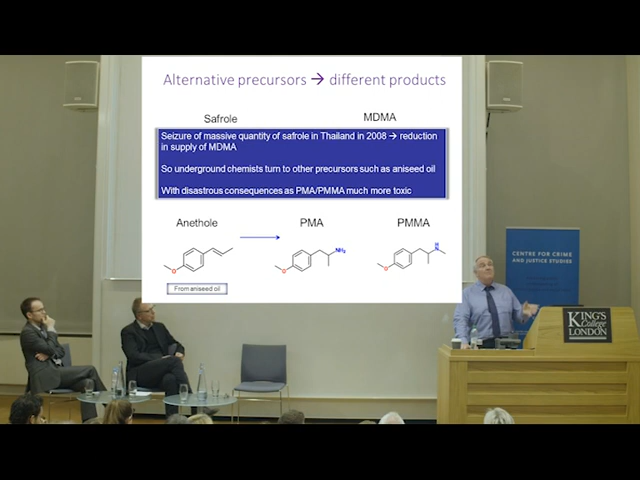 Alternative precursors → different products
Safrole
MDMA
Seizure of massive quantity of safrole in Thailand in 2008 → reduction
in supply of MDMA
So underground chemists turn to other precursors such as aniseed oil
With disastrous consequences as PMA/PMMA much more toxic
Anethole
PMA
PMMA
O
O
NH₂
O
H
N
From aniseed oil
CENTRE FOR CRIME
AND JUSTICE STUDIES
KING'S
College
LONDON